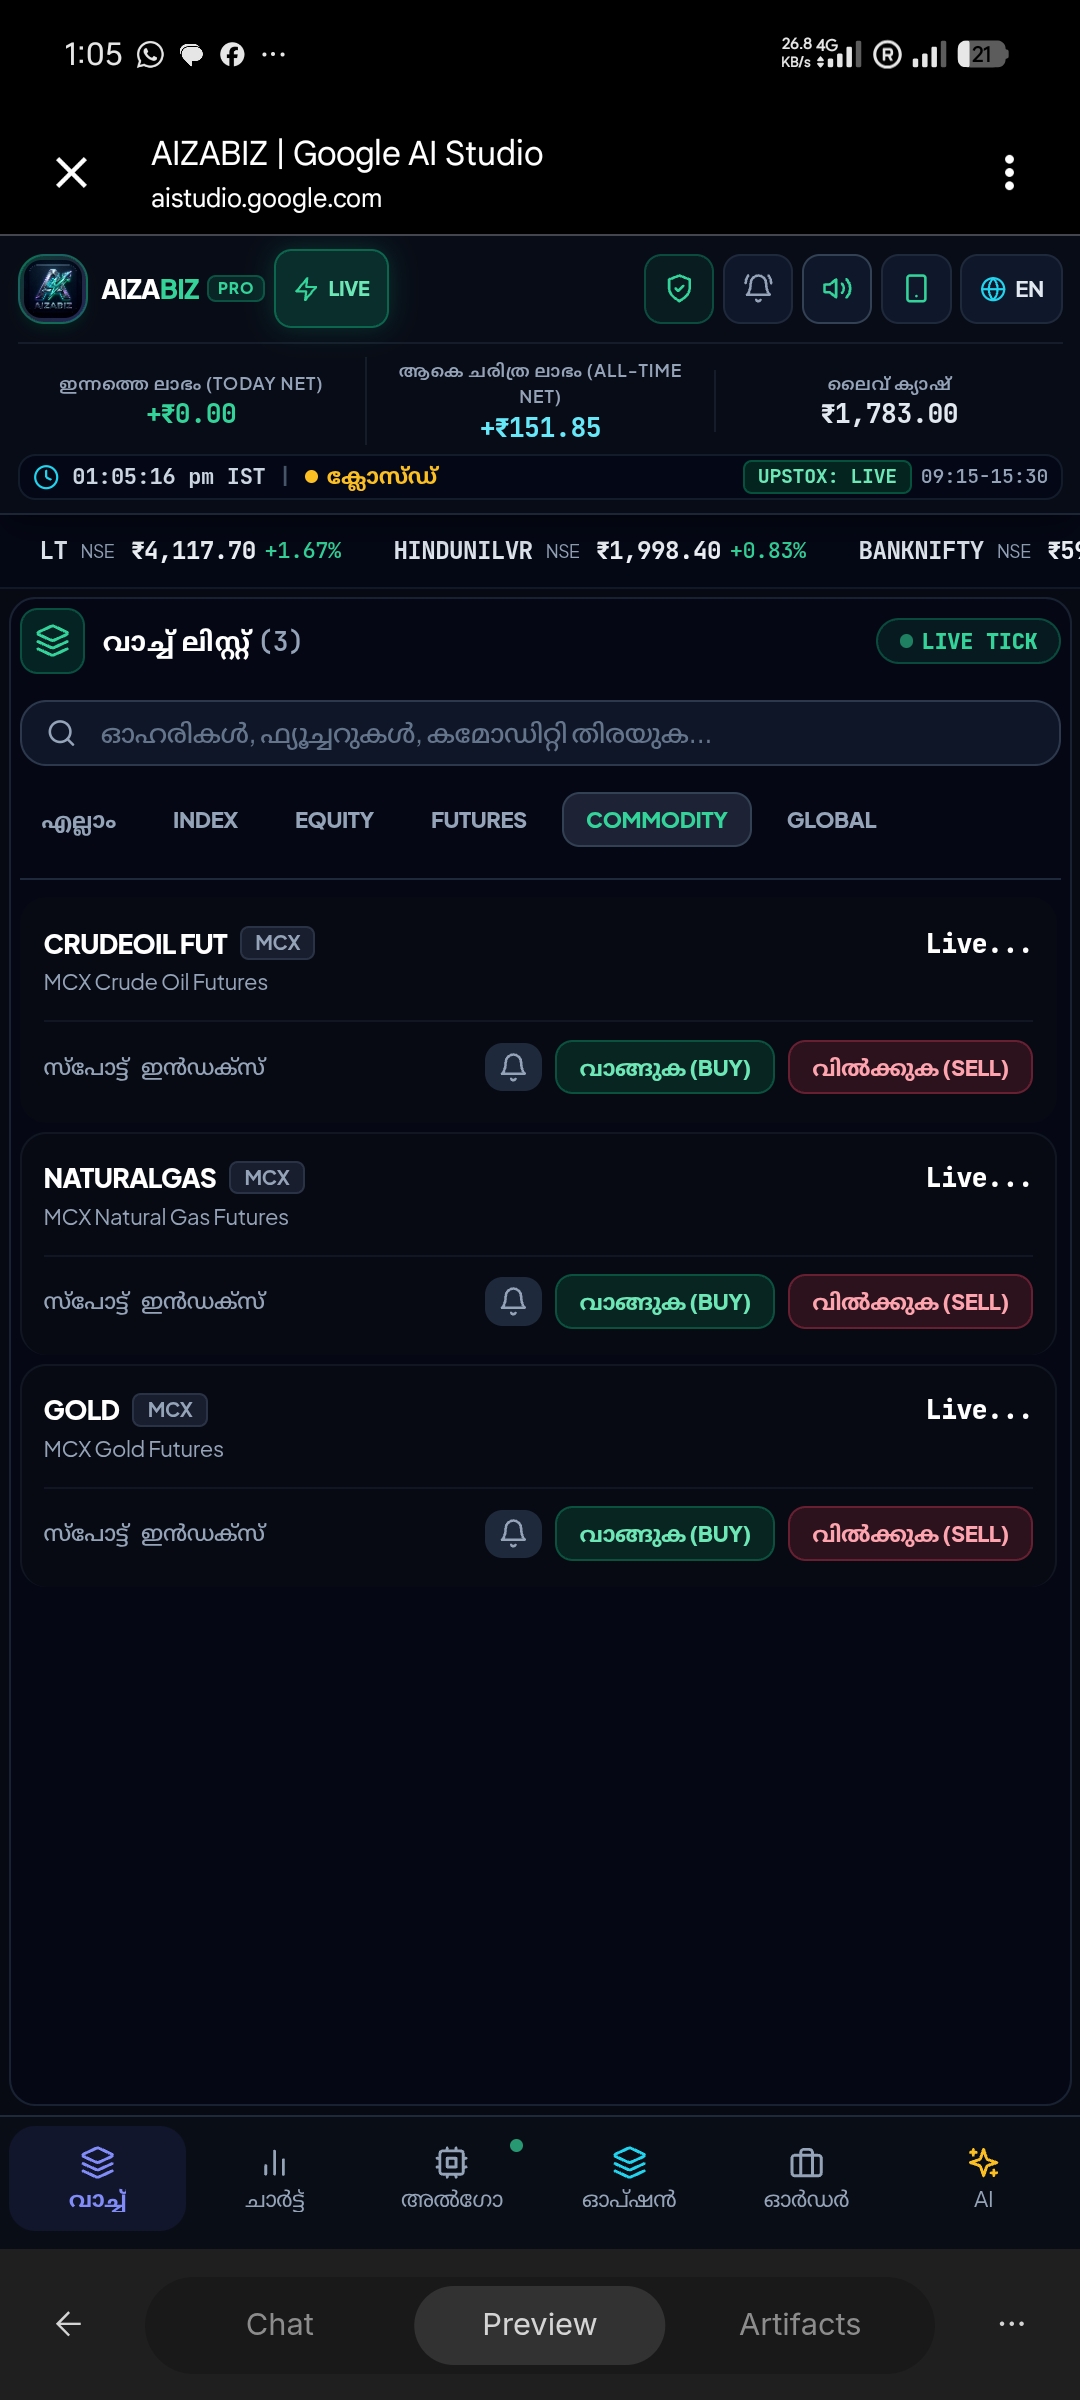 1:05
26.8 KB/s 4G R 21
AIZABIZ | Google AI Studio
aistudio.google.com
AIZABIZ PRO LIVE EN
ഇന്നത്തെ ലാഭം (TODAY NET)
+₹0.00
ആകെ ചരിത്ര ലാഭം (ALL-TIME
NET)
+₹151.85
ലൈവ് ക്യാഷ്
₹1,783.00
01:05:16 pm IST | ക്ലോസ്ഡ് UPSTOX: LIVE 09:15-15:30
LT NSE ₹4,117.70 +1.67% HINDUNILVR NSE ₹1,998.40 +0.83% BANKNIFTY NSE
വാച്ച് ലിസ്റ്റ് (3) LIVE TICK
ഓഹരികൾ, ഫ്യൂച്ചറുകൾ, കമോഡിറ്റി തിരയുക...
എല്ലാം INDEX EQUITY FUTURES COMMODITY GLOBAL
CRUDEOIL FUT MCX Live...
MCX Crude Oil Futures
സ്പോട്ട് ഇൻഡക്സ് വാങ്ങുക (BUY) വിൽക്കുക (SELL)
NATURALGAS MCX Live...
MCX Natural Gas Futures
സ്പോട്ട് ഇൻഡക്സ് വാങ്ങുക (BUY) വിൽക്കുക (SELL)
GOLD MCX Live...
MCX Gold Futures
സ്പോട്ട് ഇൻഡക്സ് വാങ്ങുക (BUY) വിൽക്കുക (SELL)
വാച്ച് ചാർട്ട് അൽഗോ ഓപ്ഷൻ ഓർഡർ AI
Chat Preview Artifacts